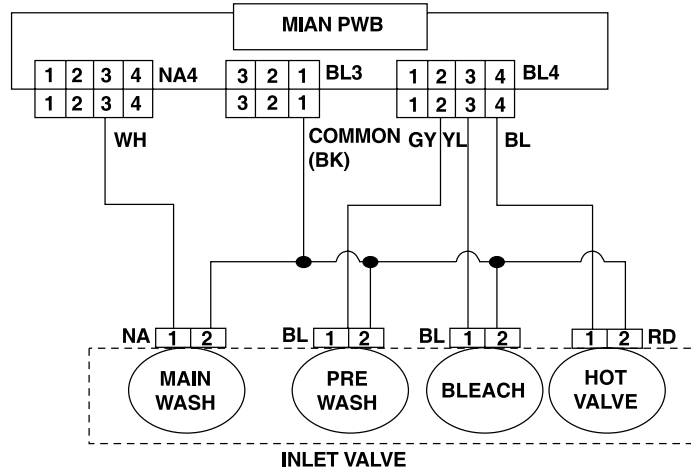 MIAN PWB
1 2 3 4 NA4 3 2 1 BL3 1 2 3 4 BL4
1 2 3 4 3 2 1 1 2 3 4
WH COMMON (BK) GY YL BL
NA 1 2 BL 1 2 BL 1 2 1 2 RD
MAIN WASH
PRE WASH
BLEACH
HOT VALVE
INLET VALVE